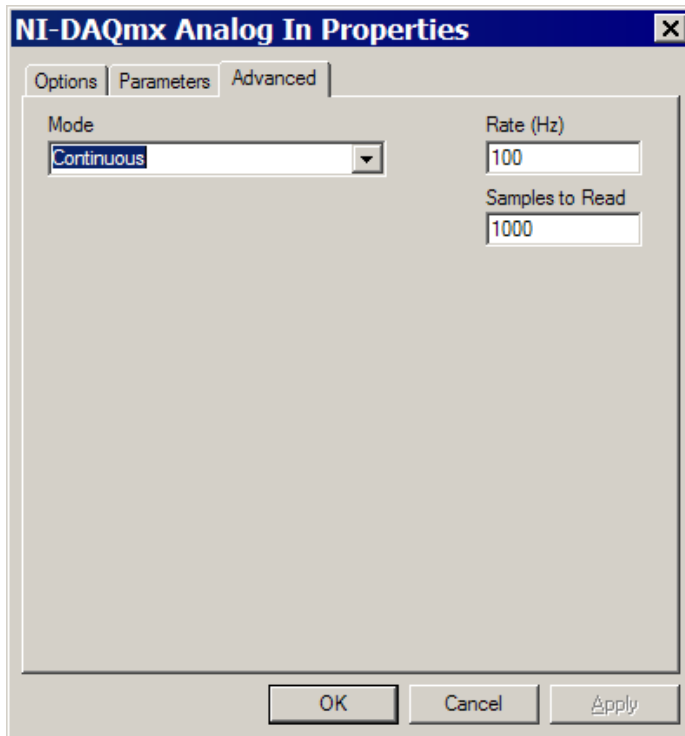 NI-DAQmx Analog In Properties
Options Parameters Advanced
Mode
Continuous
Rate (Hz)
100
Samples to Read
1000
OK Cancel Apply